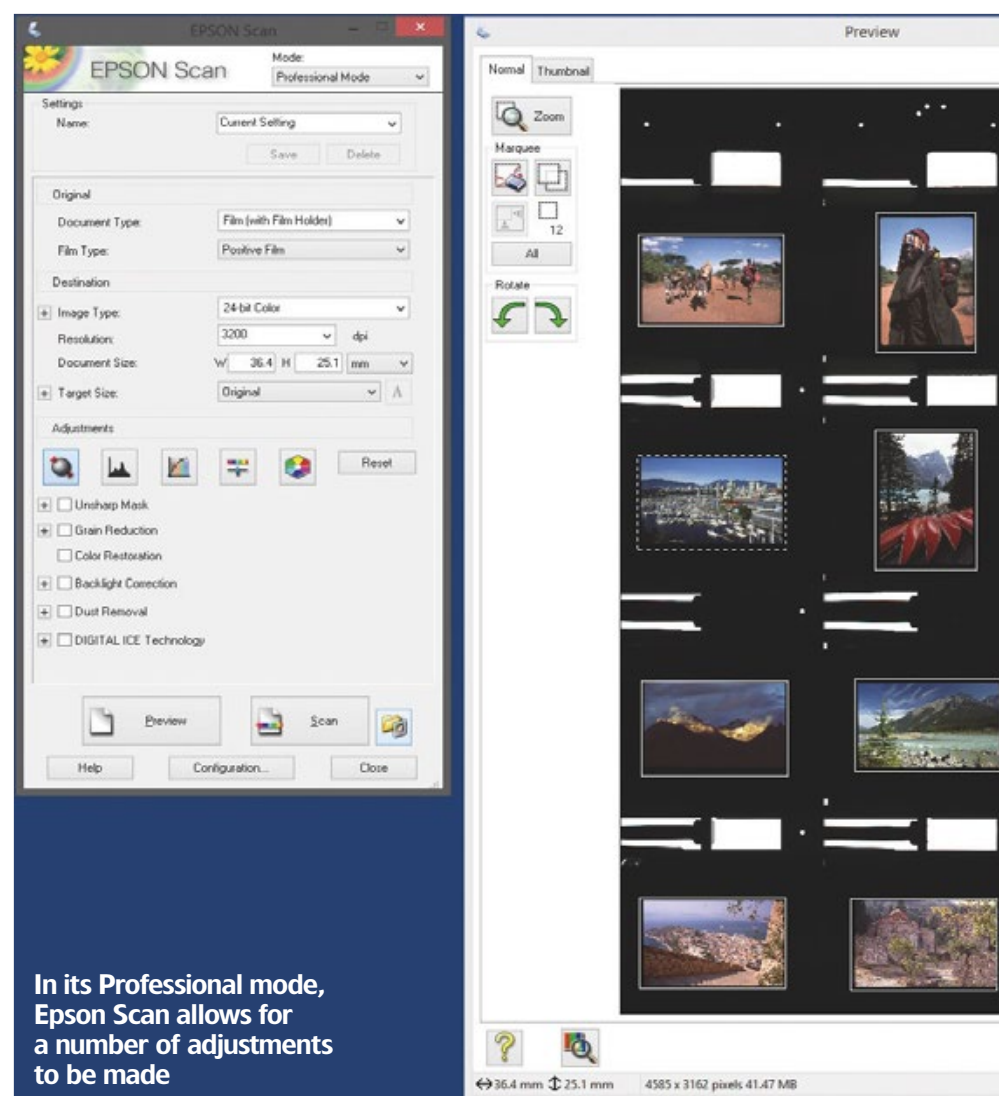 EPSON Scan
EPSON Scan
Mode:
Professional Mode
Settings
Name:
Current Setting
Save
Delete
Original
Document Type:
Film (with Film Holder)
Film Type:
Positive Film
Destination
Image Type:
24-bit Color
Resolution:
3200
dpi
Document Size:
W 36.4 H 25.1 mm
Target Size:
Original
A
Adjustments
Reset
Unsharp Mask
Grain Reduction
Color Restoration
Backlight Correction
Dust Removal
DIGITAL ICE Technology
Preview
Scan
Help
Configuration...
Close
In its Professional mode,
Epson Scan allows for
a number of adjustments
to be made
Preview
Normal
Thumbnail
Zoom
Marquee
12
All
Rotate
36.4 mm 25.1 mm
4585 x 3162 pixels 41.47 MB